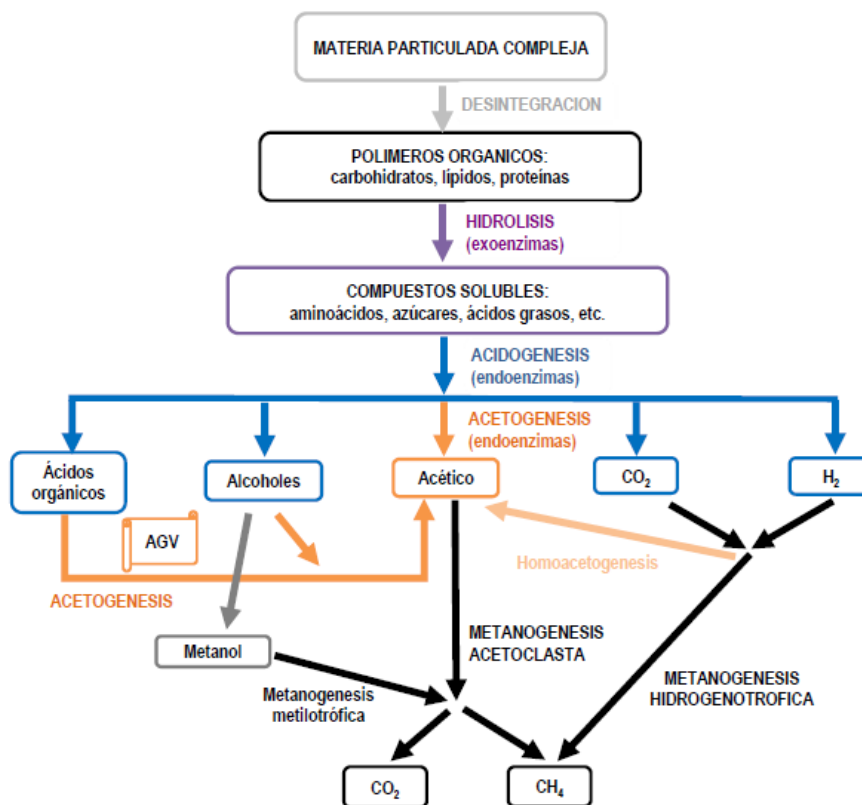 MATERIA PARTICULADA COMPLEJA
DESINTEGRACION
POLIMEROS ORGANICOS:
carbohidratos, lípidos, proteínas
HIDROLISIS
(exoenzimas)
COMPUESTOS SOLUBLES:
aminoácidos, azúcares, ácidos grasos, etc.
ACIDOGENESIS
(endoenzimas)
ACETOGENESIS
(endoenzimas)
Ácidos
orgánicos
Alcoholes
Acético
CO₂
H₂
AGV
Homoacetogenesis
ACETOGENESIS
METANOGENESIS
ACETOCLASTA
Metanol
METANOGENESIS
HIDROGENOTROFICA
Metanogenesis
metilotrófica
CO₂
CH₄